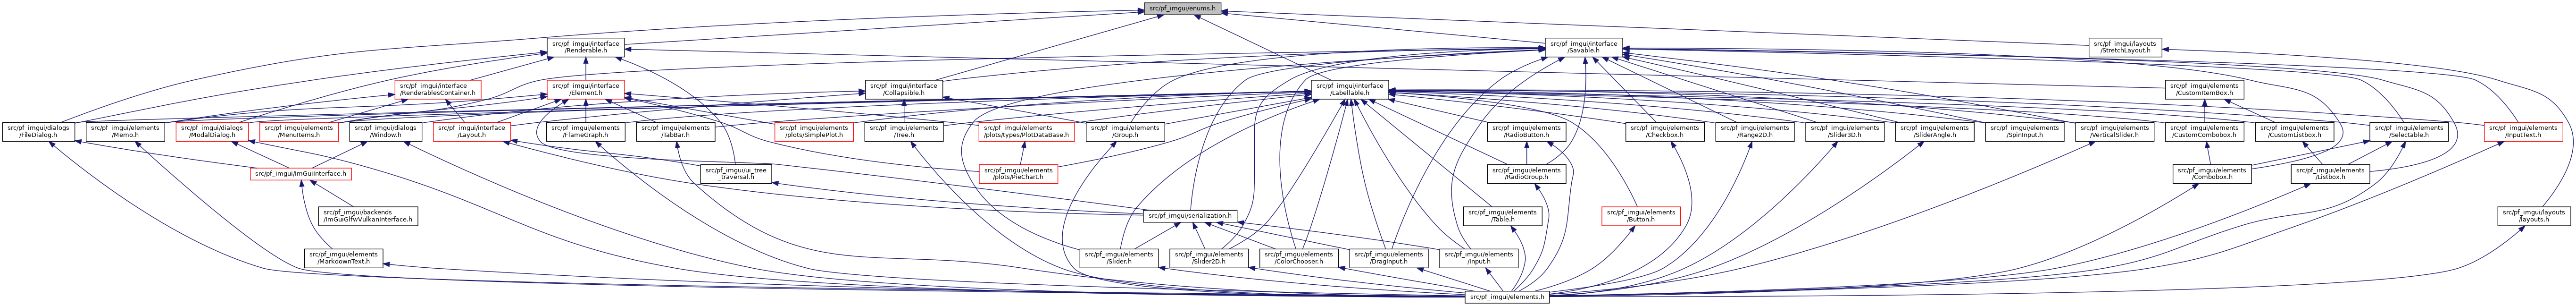 src/pf_imgui/enums.h
src/pf_imgui/interface
/Renderable.h
src/pf_imgui/interface
/Savable.h
src/pf_imgui/layouts
/StretchLayout.h
src/pf_imgui/interface
/RenderablesContainer.h
src/pf_imgui/interface
/Element.h
src/pf_imgui/interface
/Collapsible.h
src/pf_imgui/interface
/Labellable.h
src/pf_imgui/elements
/CustomItemBox.h
src/pf_imgui/dialogs
/FileDialog.h
src/pf_imgui/elements
/Memo.h
src/pf_imgui/dialogs
/ModalDialog.h
src/pf_imgui/elements
/MenuItems.h
src/pf_imgui/dialogs
/Window.h
src/pf_imgui/interface
/Layout.h
src/pf_imgui/elements
/FlameGraph.h
src/pf_imgui/elements
/TabBar.h
src/pf_imgui/elements
/plots/SimplePlot.h
src/pf_imgui/elements
/Tree.h
src/pf_imgui/elements
/plots/types/PlotDataBase.h
src/pf_imgui/elements
/Group.h
src/pf_imgui/elements
/RadioButton.h
src/pf_imgui/elements
/Checkbox.h
src/pf_imgui/elements
/Range2D.h
src/pf_imgui/elements
/Slider3D.h
src/pf_imgui/elements
/SliderAngle.h
src/pf_imgui/elements
/SpinInput.h
src/pf_imgui/elements
/VerticalSlider.h
src/pf_imgui/elements
/CustomCombobox.h
src/pf_imgui/elements
/CustomListbox.h
src/pf_imgui/elements
/Selectable.h
src/pf_imgui/elements
/InputText.h
src/pf_imgui/ImGuiInterface.h
src/pf_imgui/ui_tree
_traversal.h
src/pf_imgui/elements
/plots/PieChart.h
src/pf_imgui/elements
/RadioGroup.h
src/pf_imgui/elements
/Combobox.h
src/pf_imgui/elements
/Listbox.h
src/pf_imgui/backends
/ImGuiGlfwVulkanInterface.h
src/pf_imgui/serialization.h
src/pf_imgui/elements
/Table.h
src/pf_imgui/elements
/Button.h
src/pf_imgui/layouts
/layouts.h
src/pf_imgui/elements
/MarkdownText.h
src/pf_imgui/elements
/Slider.h
src/pf_imgui/elements
/Slider2D.h
src/pf_imgui/elements
/ColorChooser.h
src/pf_imgui/elements
/DragInput.h
src/pf_imgui/elements
/Input.h
src/pf_imgui/elements.h